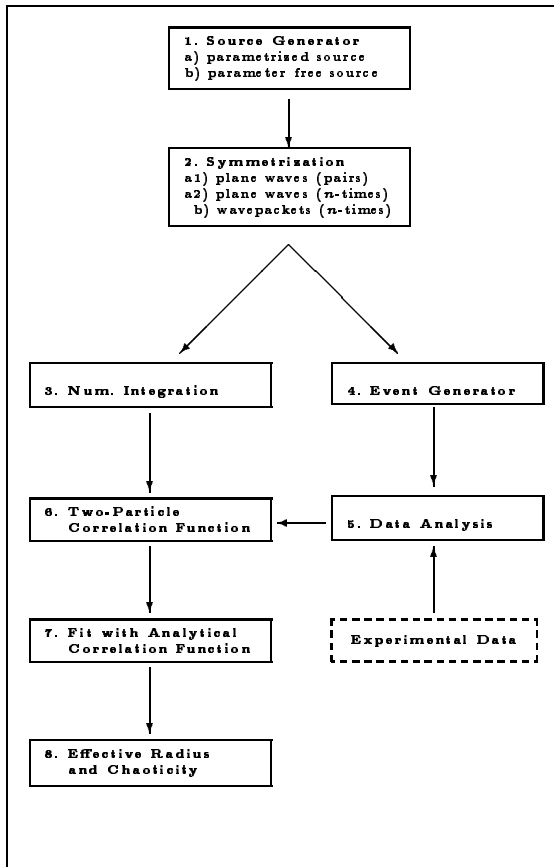 1. Source Generator
a) parametrized source
b) parameter free source
2. Symmetrization
a1) plane waves (pairs)
a2) plane waves (n-times)
b) wavepackets (n-times)
3. Num. Integration
4. Event Generator
6. Two-Particle
Correlation Function
5. Data Analysis
7. Fit with Analytical
Correlation Function
Experimental Data
8. Effective Radius
and Chaoticity